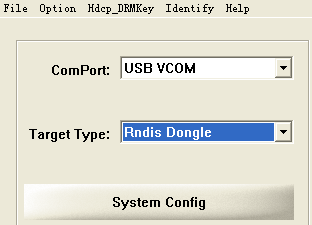 File Option Hdcp_DRMKey Identify Help
ComPort: USB VCOM
Target Type: Rndis Dongle
System Config